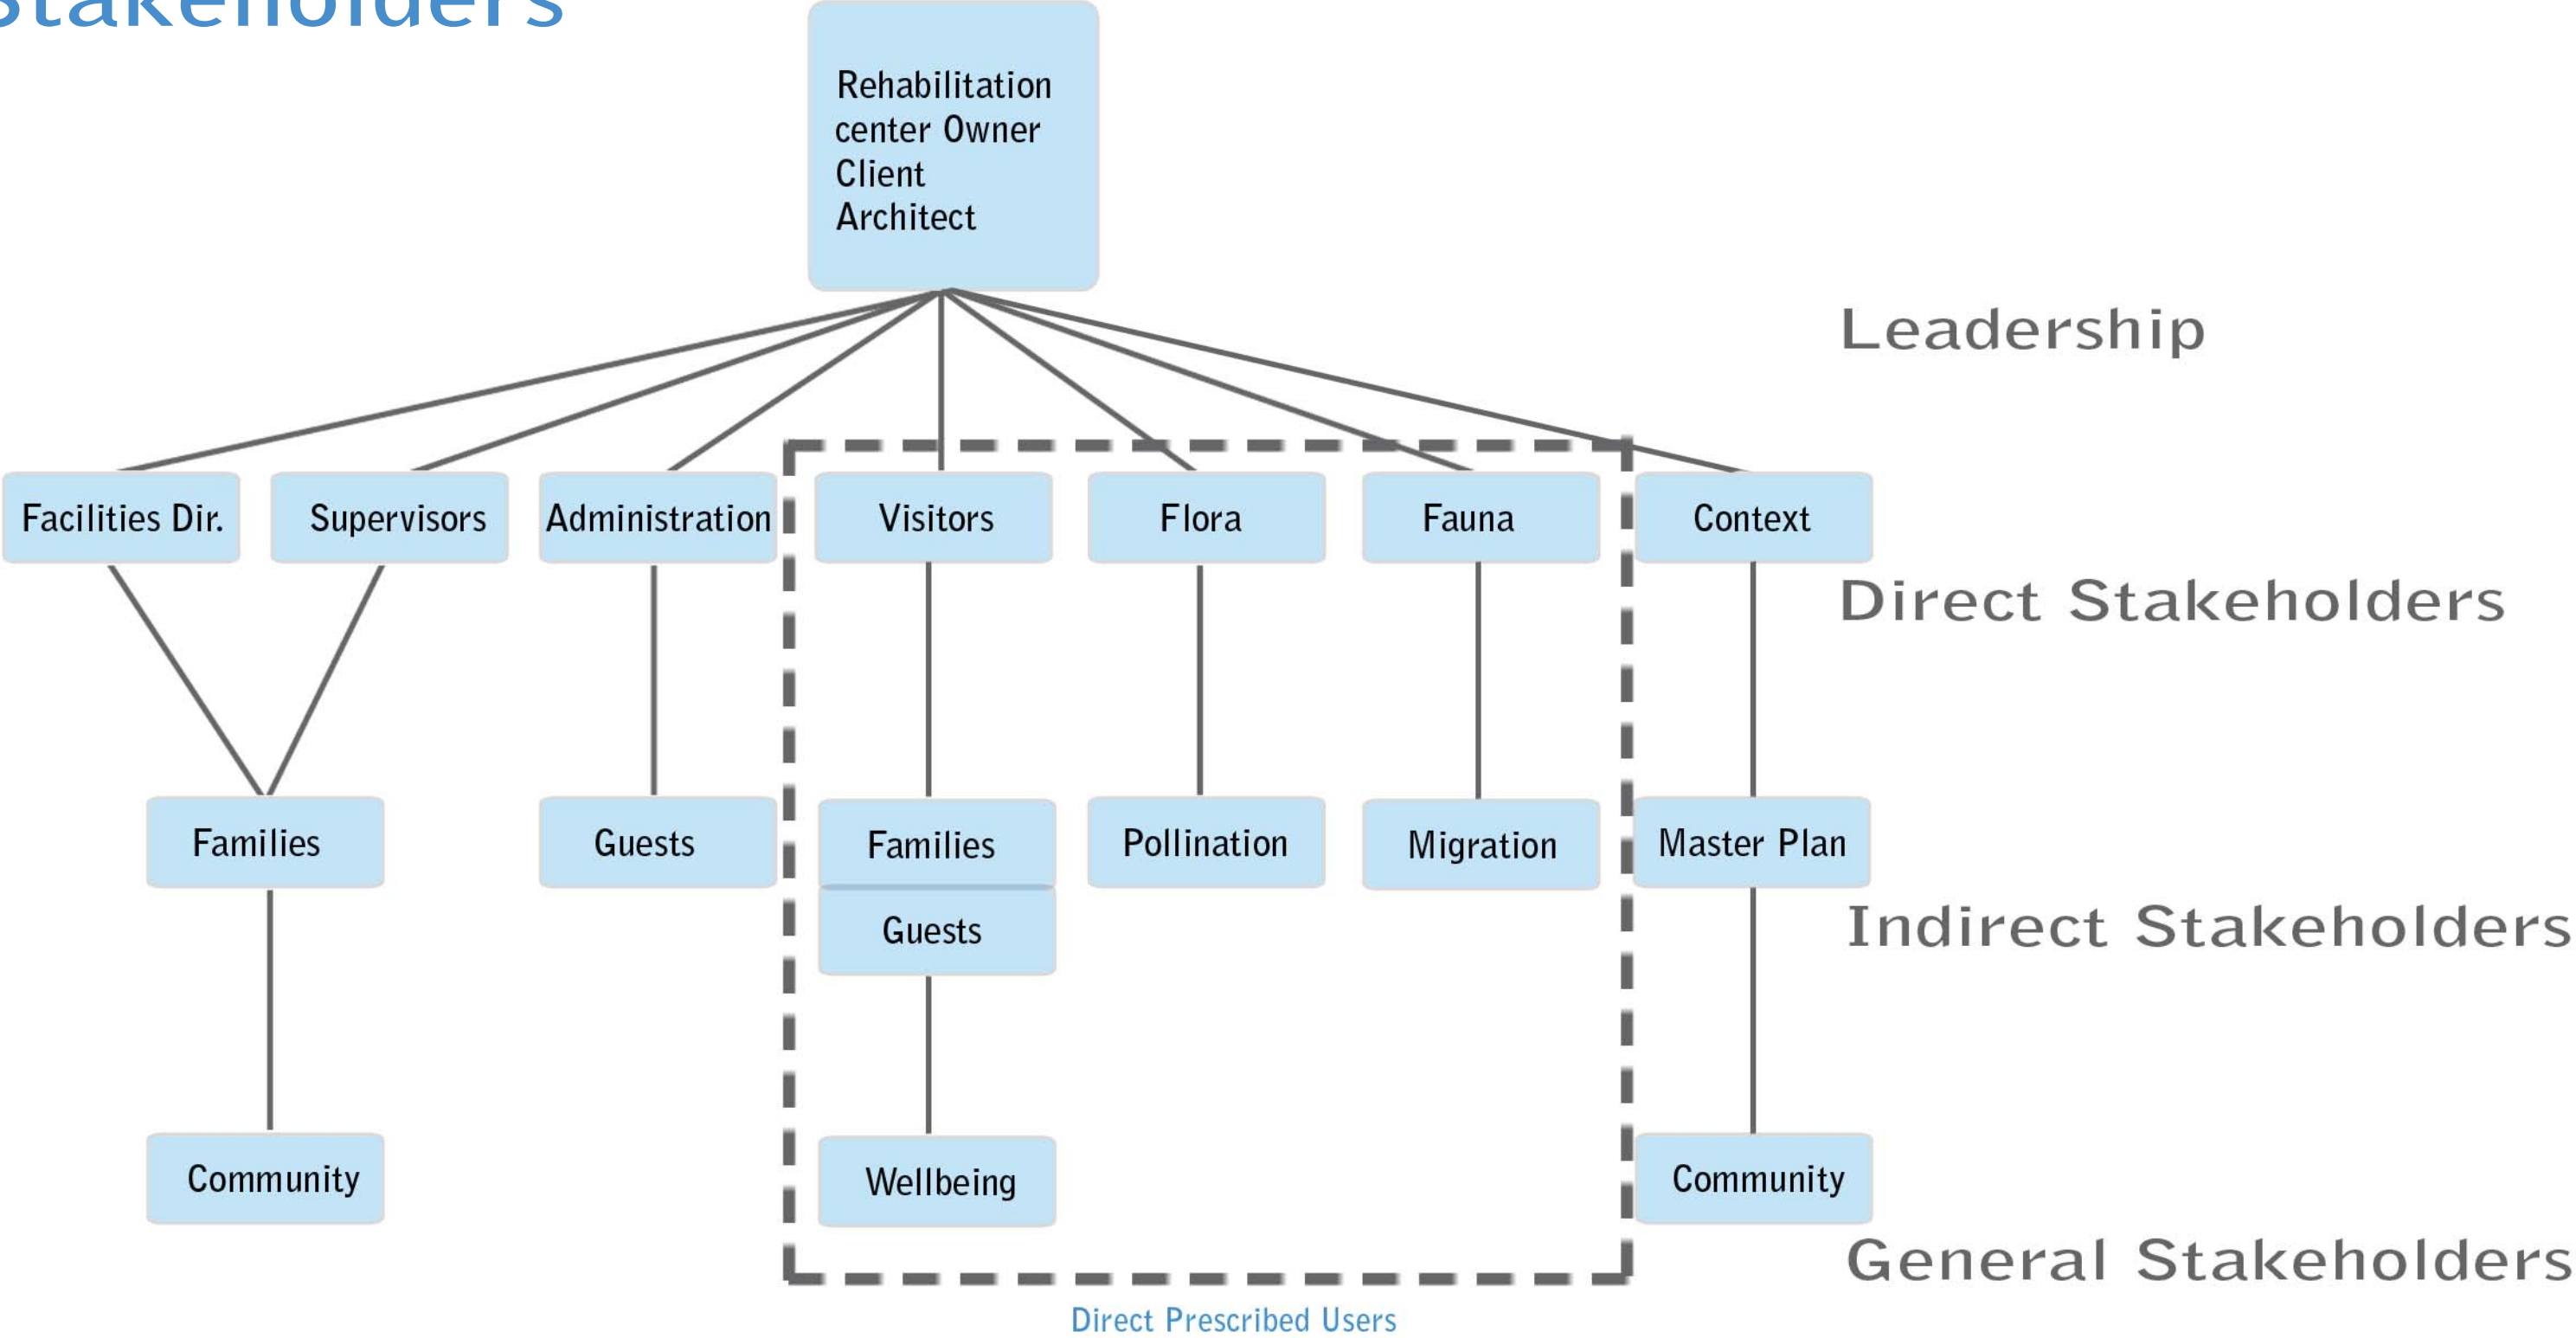 Stakeholders
Rehabilitation
center Owner
Client
Architect
Leadership
Facilities Dir.
Supervisors
Administration
Visitors
Flora
Fauna
Context
Direct Stakeholders
Families
Guests
Families
Pollination
Migration
Master Plan
Guests
Indirect Stakeholders
Community
Wellbeing
Community
General Stakeholders
Direct Prescribed Users